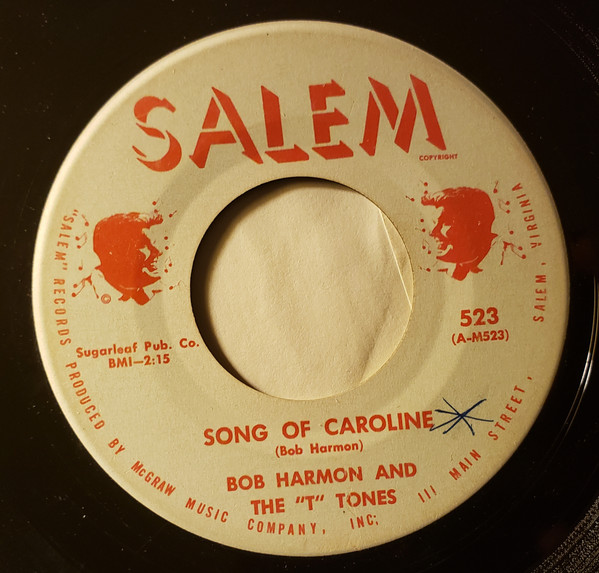 SALEM
COPYRIGHT
©
523
(A-M523)
Sugarleaf Pub. Co.
BMI—2:15
SONG OF CAROLINE
(Bob Harmon)
BOB HARMON AND
THE "T" TONES
"SALEM" RECORDS PRODUCED BY McGRAW MUSIC COMPANY, INC. 111 MAIN STREET, SALEM, VIRGINIA